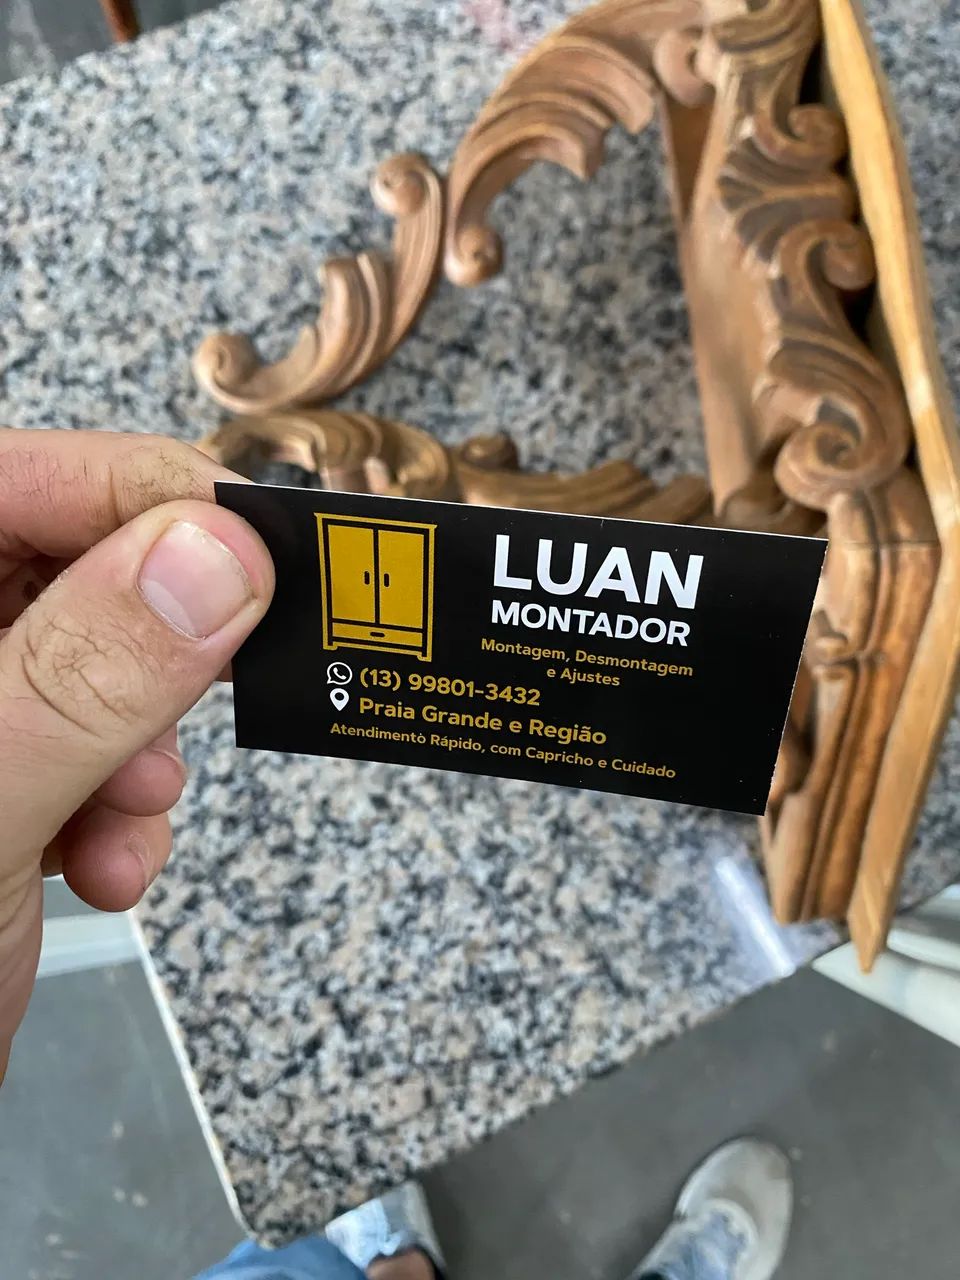 LUAN
MONTADOR
Montagem, Desmontagem
e Ajustes
(13) 99801-3432
Praia Grande e Região
Atendimento Rápido, com Capricho e Cuidado